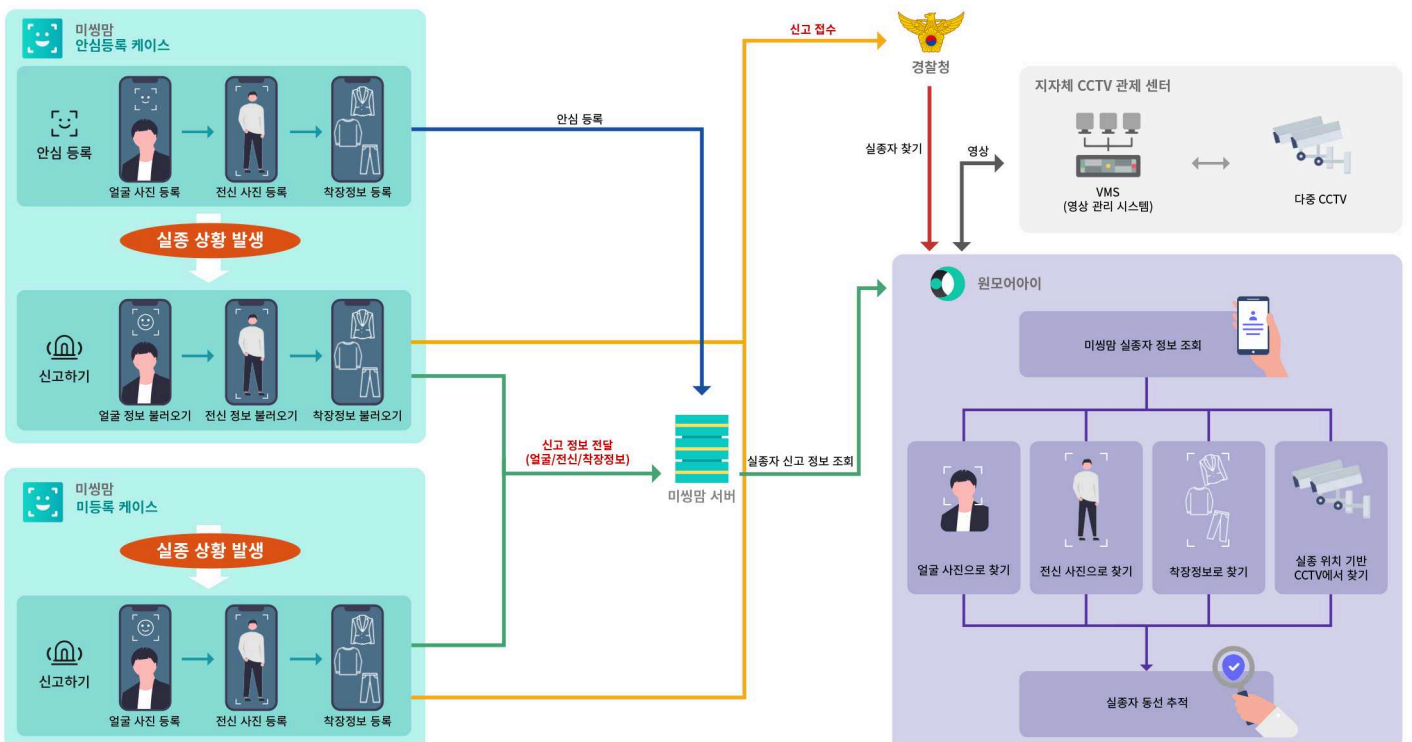 미씽맘
안심등록 케이스
안심 등록
얼굴 사진 등록
전신 사진 등록
착장정보 등록
실종 상황 발생
신고하기
얼굴 정보 불러오기
전신 정보 불러오기
착장정보 불러오기
미씽맘
미등록 케이스
실종 상황 발생
신고하기
얼굴 사진 등록
전신 사진 등록
착장정보 등록
안심 등록
신고 정보 전달
(얼굴/전신/착장정보)
미씽맘 서버
신고 접수
경찰청
실종자 찾기
영상
실종자 신고 정보 조회
지자체 CCTV 관제 센터
VMS
(영상 관리 시스템)
다중 CCTV
원모어아이
미씽맘 실종자 정보 조회
얼굴 사진으로 찾기
전신 사진으로 찾기
착장정보로 찾기
실종 위치 기반
CCTV에서 찾기
실종자 동선 추적